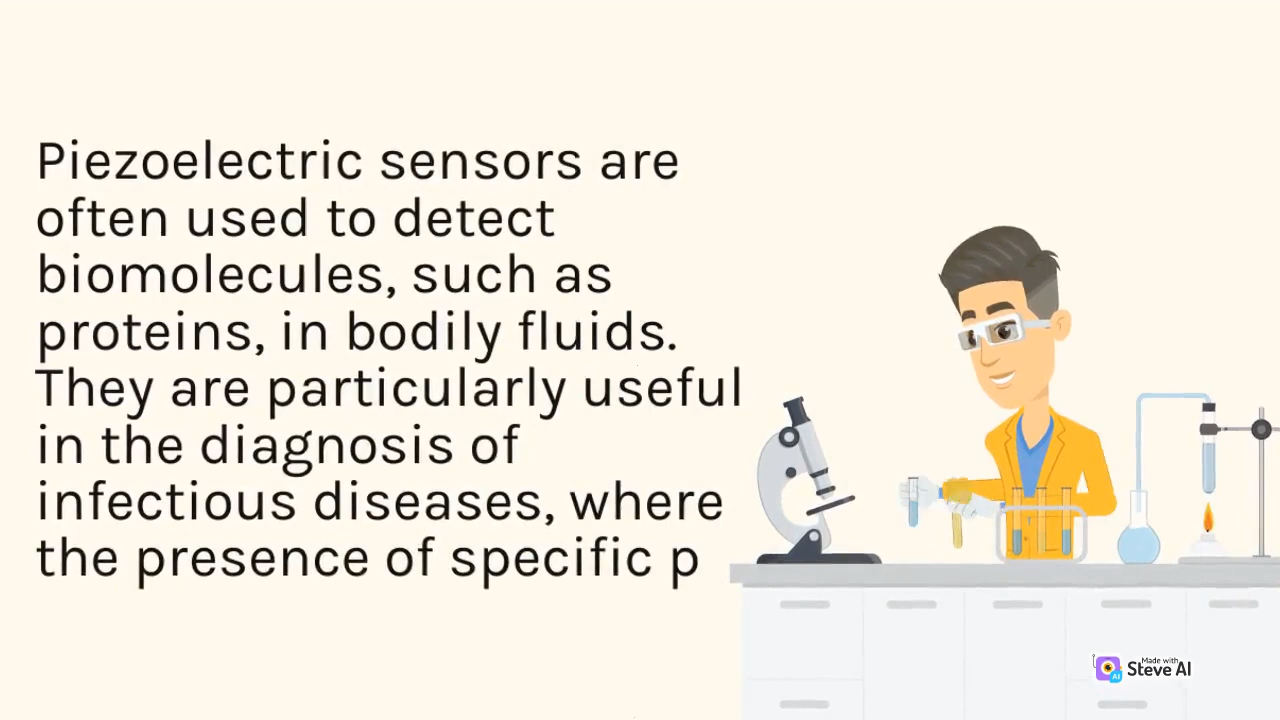 Piezoelectric sensors are
often used to detect
biomolecules, such as
proteins, in bodily fluids.
They are particularly useful
in the diagnosis of
infectious diseases, where
the presence of specific p
Made with
Steve AI
AI